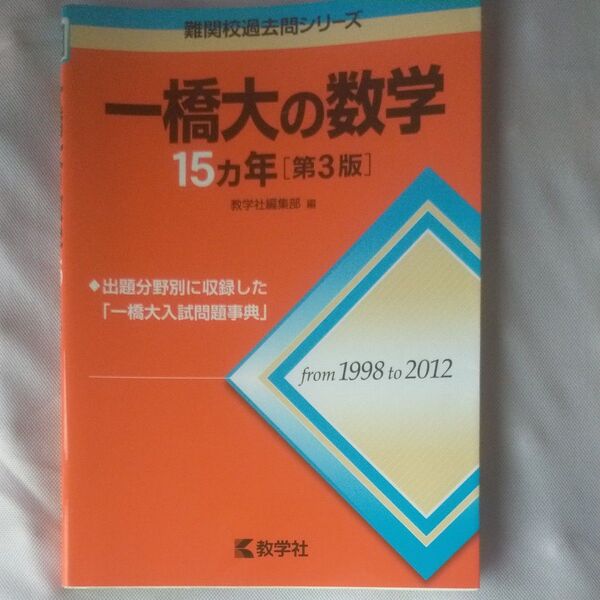 難関校過去問シリーズ
一橋大の数学
15カ年[第3版]
教学社編集部 編
◆出題分野別に収録した
「一橋大入試問題事典」
from 1998 to 2012
教学社